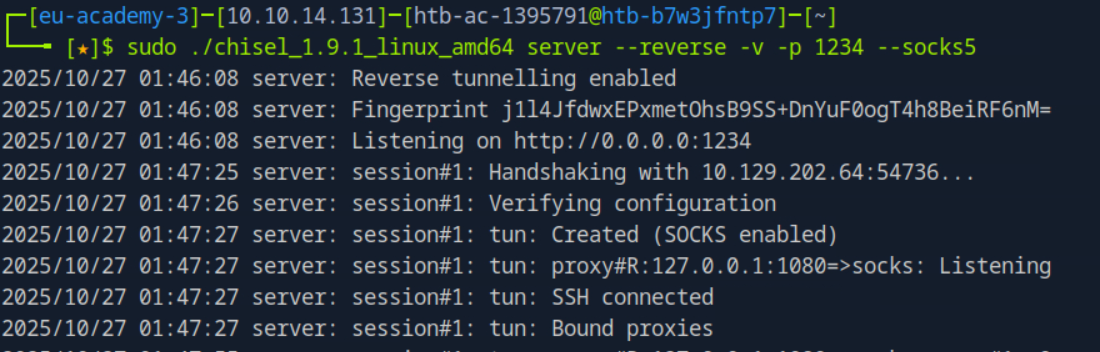 ┌─[eu-academy-3]─[10.10.14.131]─[htb-ac-1395791@htb-b7w3jfntp7]─[~]
└──╼ [★]$ sudo ./chisel_1.9.1_linux_amd64 server --reverse -v -p 1234 --socks5
2025/10/27 01:46:08 server: Reverse tunnelling enabled
2025/10/27 01:46:08 server: Fingerprint j1l4JfdwxEPxmetOhsB9SS+DnYuF0ogT4h8BeiRF6nM=
2025/10/27 01:46:08 server: Listening on http://0.0.0.0:1234
2025/10/27 01:47:25 server: session#1: Handshaking with 10.129.202.64:54736...
2025/10/27 01:47:26 server: session#1: Verifying configuration
2025/10/27 01:47:27 server: session#1: tun: Created (SOCKS enabled)
2025/10/27 01:47:27 server: session#1: tun: proxy#R:127.0.0.1:1080=>socks: Listening
2025/10/27 01:47:27 server: session#1: tun: SSH connected
2025/10/27 01:47:27 server: session#1: tun: Bound proxies